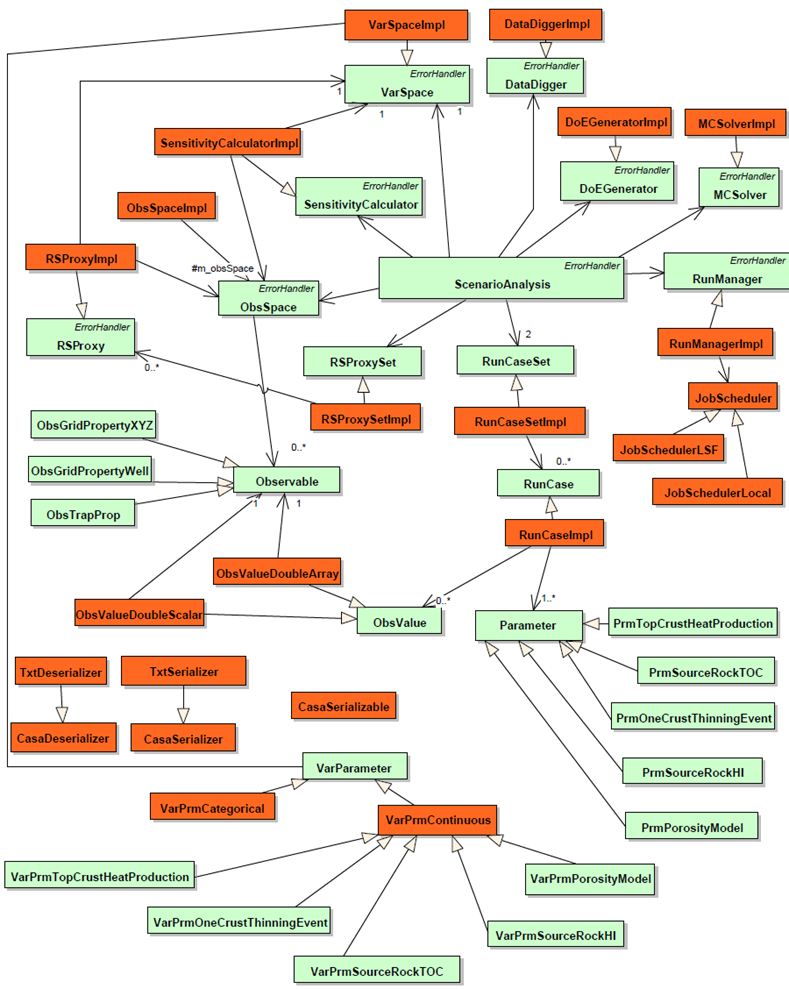 VarSpaceImpl
DataDiggerImpl
ErrorHandler
VarSpace
1
1
1
ErrorHandler
DataDigger
SensitivityCalculatorImpl
DoEGeneratorImpl
MCSolverImpl
ErrorHandler
SensitivityCalculator
ErrorHandler
DoEGenerator
ErrorHandler
MCSolver
ObsSpaceImpl
RSProxyImpl
#m_obsSpace
ErrorHandler
ObsSpace
ErrorHandler
ScenarioAnalysis
ErrorHandler
RunManager
ErrorHandler
RSProxy
0..*
RSProxySet
2
RunCaseSet
RunManagerImpl
JobScheduler
RSProxySetImpl
RunCaseSetImpl
JobSchedulerLSF
JobSchedulerLocal
ObsGridPropertyXYZ
ObsGridPropertyWell
ObsTrapProp
0..*
Observable
1
1
0..*
RunCase
RunCaseImpl
ObsValueDoubleArray
ObsValueDoubleScalar
0..*
ObsValue
1..*
Parameter
PrmTopCrustHeatProduction
PrmSourceRockTOC
PrmOneCrustThinningEvent
PrmSourceRockHI
PrmPorosityModel
TxtDeserializer
TxtSerializer
CasaDeserializer
CasaSerializer
CasaSerializable
VarParameter
VarPrmCategorical
VarPrmContinuous
VarPrmTopCrustHeatProduction
VarPrmPorosityModel
VarPrmOneCrustThinningEvent
VarPrmSourceRockHI
VarPrmSourceRockTOC